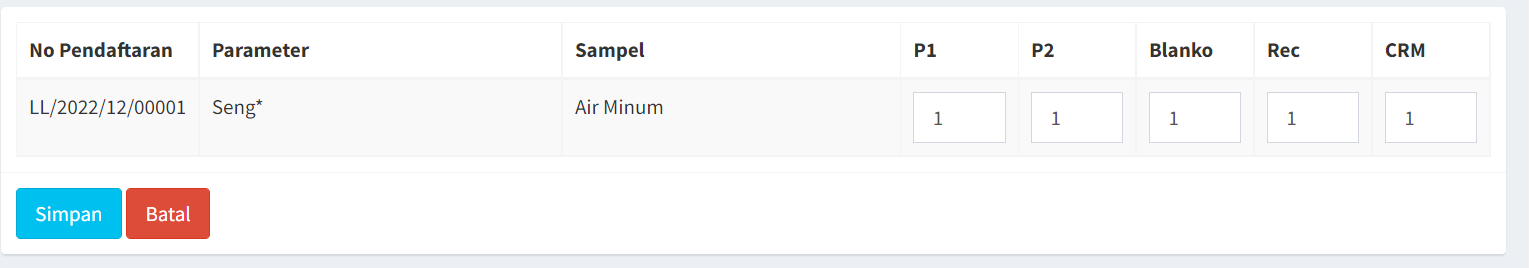 No Pendaftaran Parameter Sampel P1 P2 Blanko Rec CRM
LL/2022/12/00001 Seng* Air Minum 1 1 1 1 1
Simpan Batal